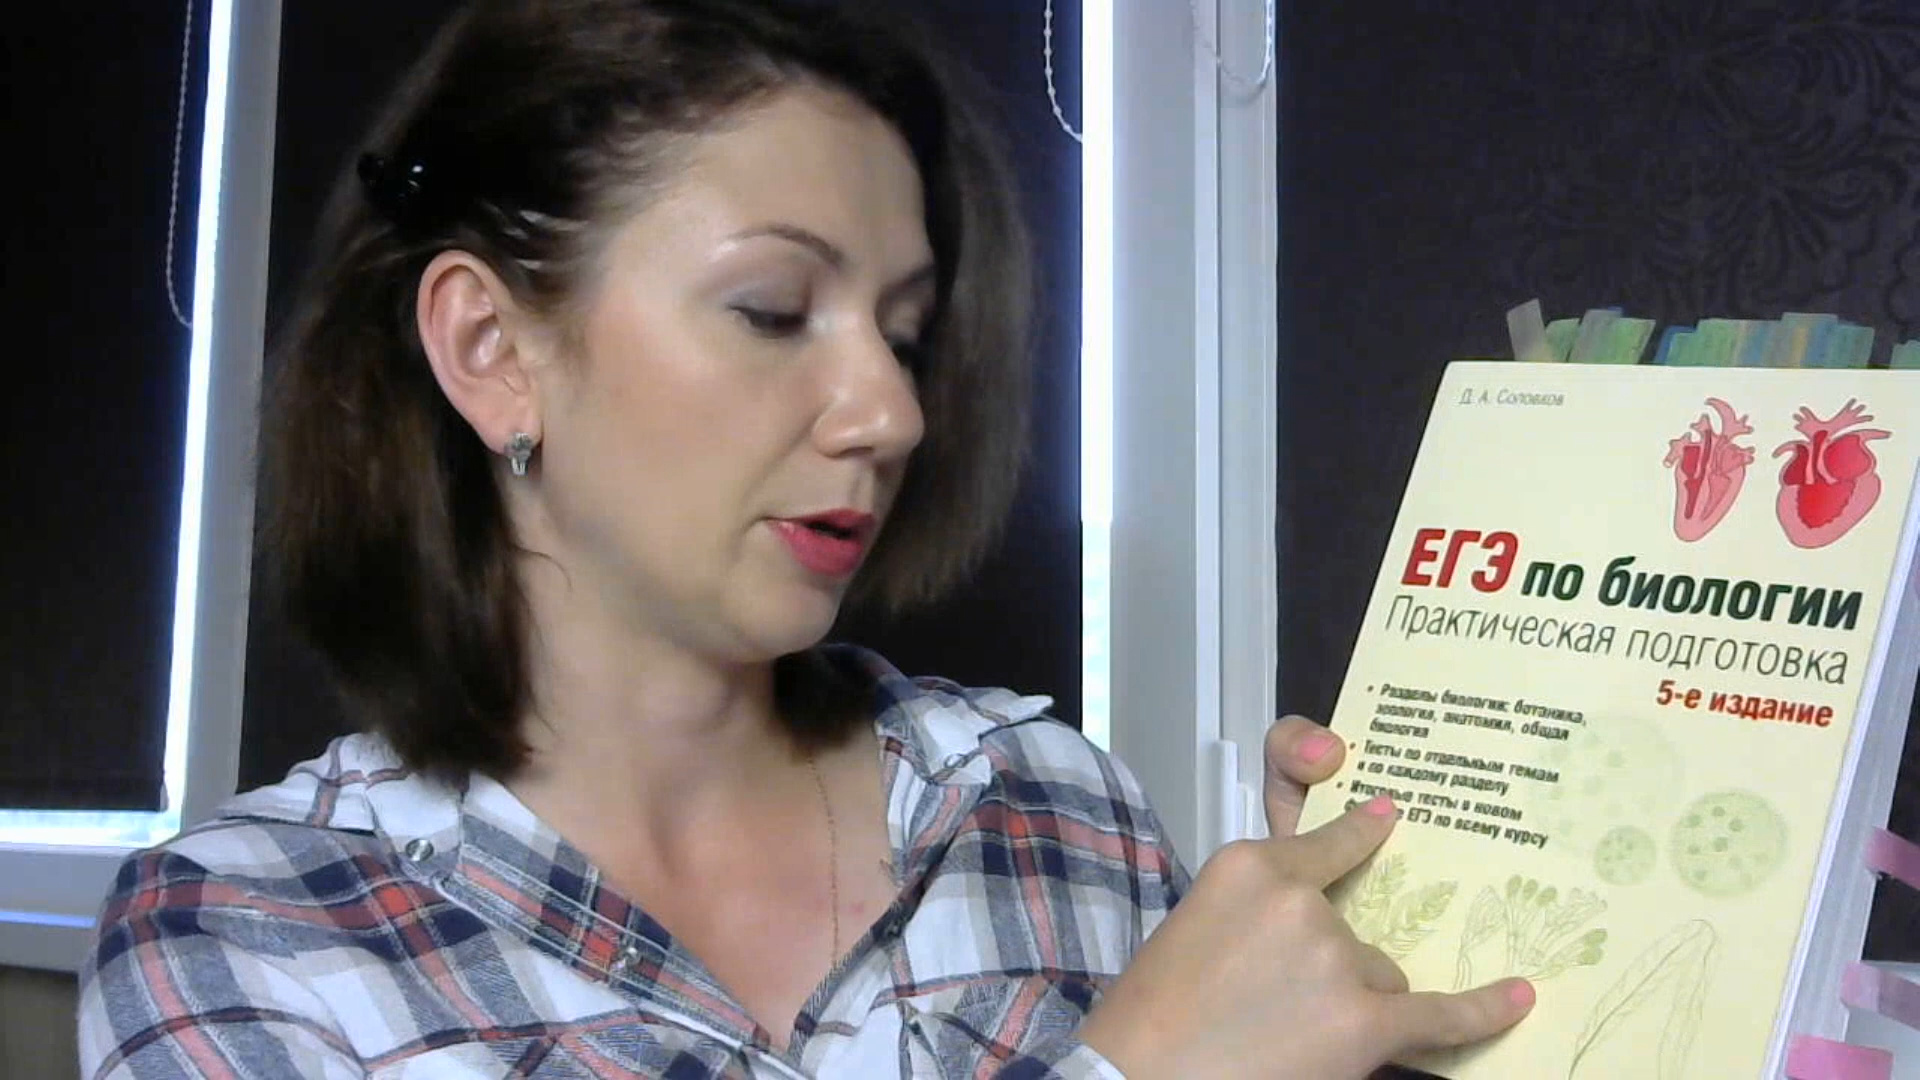 Д. А. Соловков
ЕГЭ по биологии
Практическая подготовка
5-е издание
• Разделы биологии: ботаника,
зоология, анатомия, общая
биология
• Тесты по отдельным темам
и по каждому разделу
• Итоговые тесты в новом
ЕГЭ по всему курсу